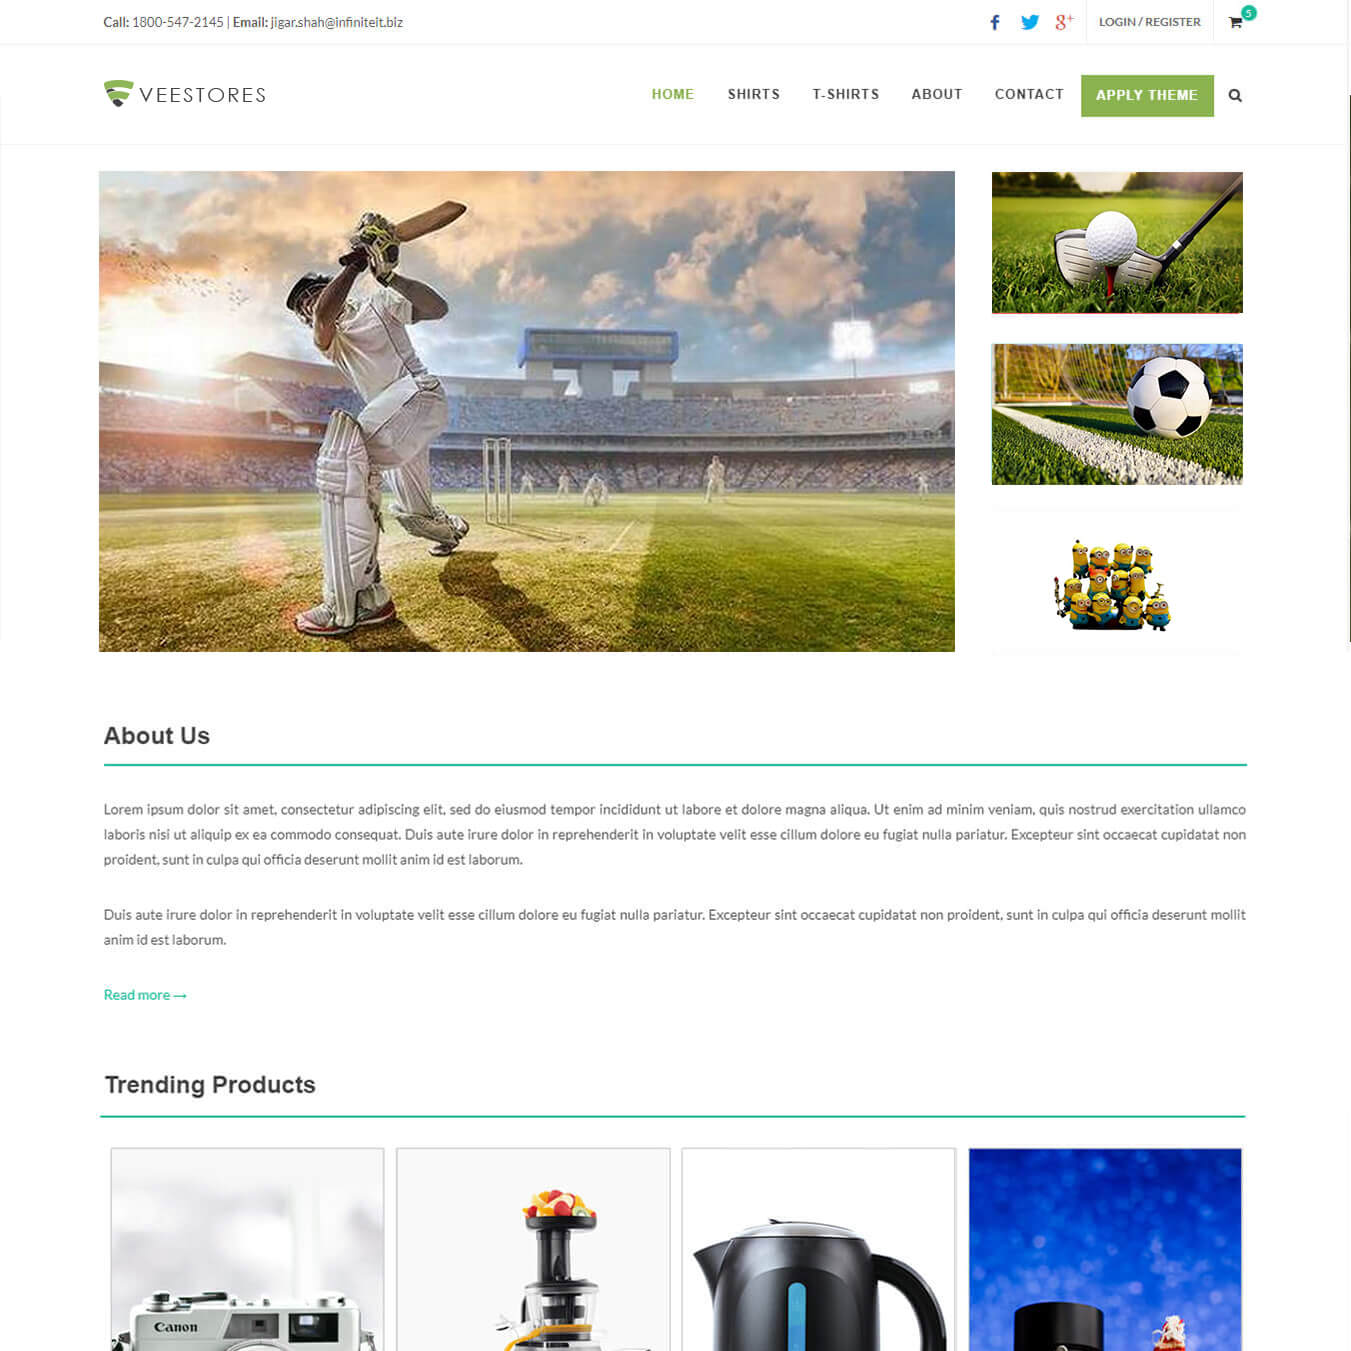 Call: 1800-547-2145 | Email: jigar.shah@infiniteit.biz
LOGIN / REGISTER
5
VEESTORES
HOME SHIRTS T-SHIRTS ABOUT CONTACT APPLY THEME
About Us
Lorem ipsum dolor sit amet, consectetur adipiscing elit, sed do eiusmod tempor incididunt ut labore et dolore magna aliqua. Ut enim ad minim veniam, quis nostrud exercitation ullamco
laboris nisi ut aliquip ex ea commodo consequat. Duis aute irure dolor in reprehenderit in voluptate velit esse cillum dolore eu fugiat nulla pariatur. Excepteur sint occaecat cupidatat non
proident, sunt in culpa qui officia deserunt mollit anim id est laborum.
Duis aute irure dolor in reprehenderit in voluptate velit esse cillum dolore eu fugiat nulla pariatur. Excepteur sint occaecat cupidatat non proident, sunt in culpa qui officia deserunt mollit
anim id est laborum.
Read more →
Trending Products
Canon